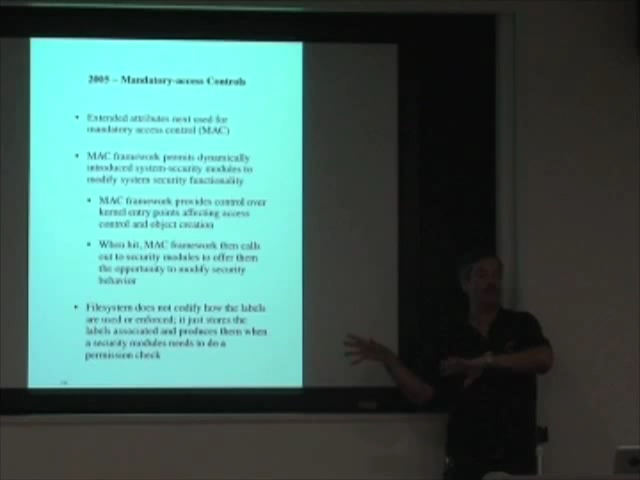 2005 – Mandatory-access Controls
• Extended attributes next used for
mandatory access control (MAC)
• MAC framework permits dynamically
introduced system-security modules to
modify system security functionality
• MAC framework provides control over
kernel entry points affecting access
control and object creation
• When hit, MAC framework then calls
out to security modules to offer them
the opportunity to modify security
behavior
• Filesystem does not codify how the labels
are used or enforced; it just stores the
labels associated and produces them when
a security modules needs to do a
permission check